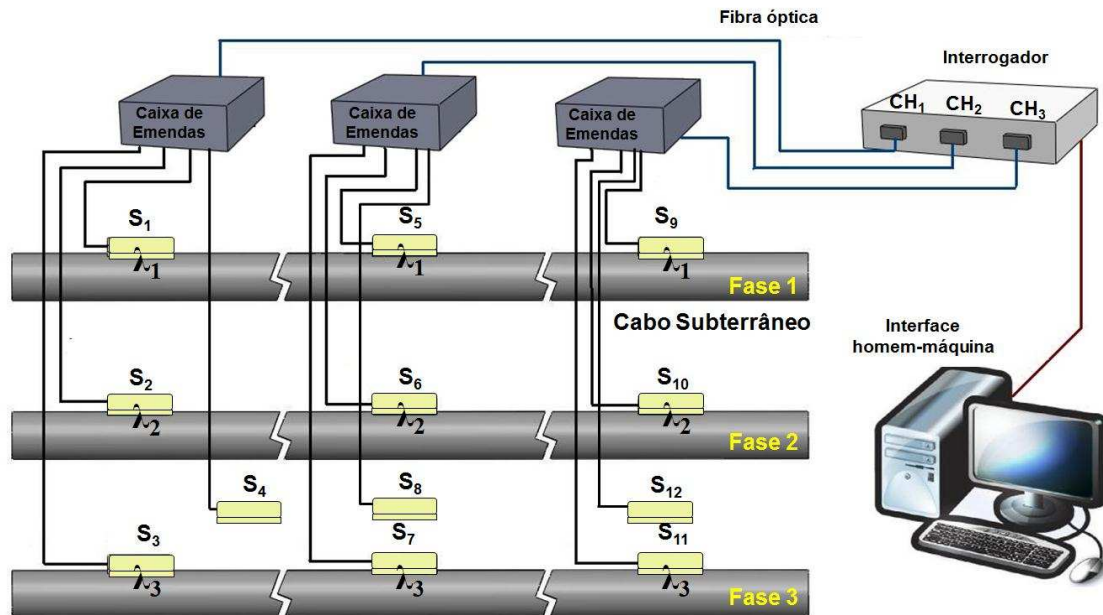 Fibra óptica
Interrogador
CH₁ CH₂ CH₃
Caixa de
Emendas
Caixa de
Emendas
Caixa de
Emendas
S₁
S₅
S₉
λ₁
λ₁
λ₁
Fase 1
Cabo Subterrâneo
Interface
homem-máquina
S₂
S₆
S₁₀
λ₂
λ₂
λ₂
Fase 2
S₄
S₈
S₁₂
S₃
S₇
S₁₁
λ₃
λ₃
λ₃
Fase 3